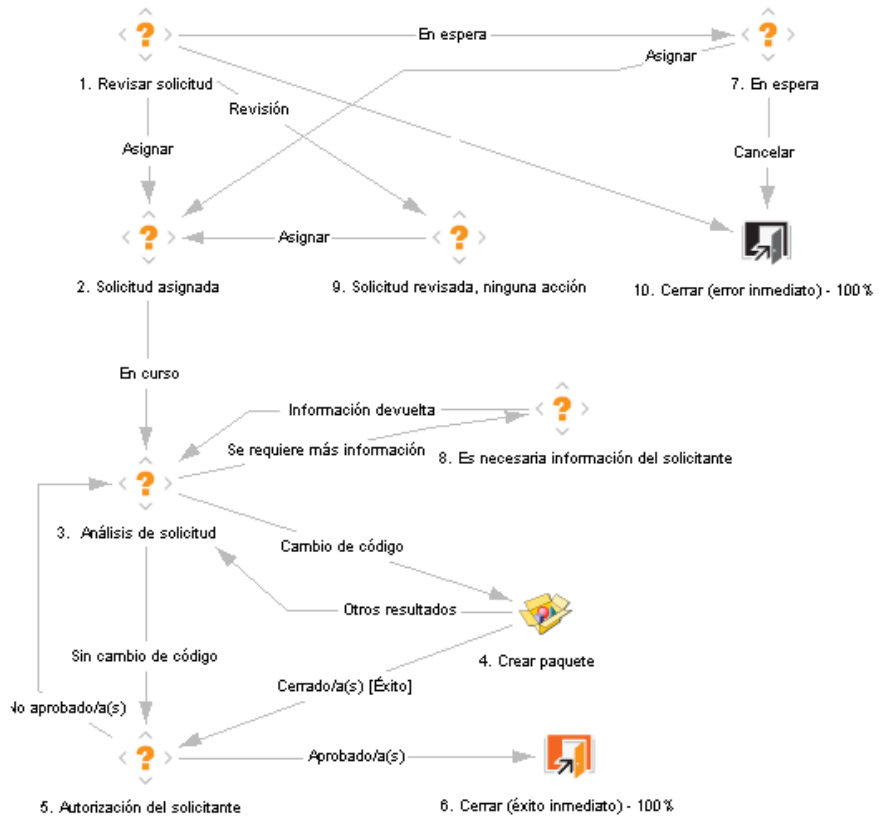 En espera
Asignar
1. Revisar solicitud
7. En espera
Revisión
Asignar
Cancelar
Asignar
2. Solicitud asignada
9. Solicitud revisada, ninguna acción
10. Cerrar (error inmediato) - 100%
En curso
Información devuelta
Se requiere más información
8. Es necesaria información del solicitante
3. Análisis de solicitud
Cambio de código
Otros resultados
4. Crear paquete
Sin cambio de código
Cerrado/a(s) [Éxito]
No aprobado/a(s)
Aprobado/a(s)
5. Autorización del solicitante
6. Cerrar (éxito inmediato) - 100%